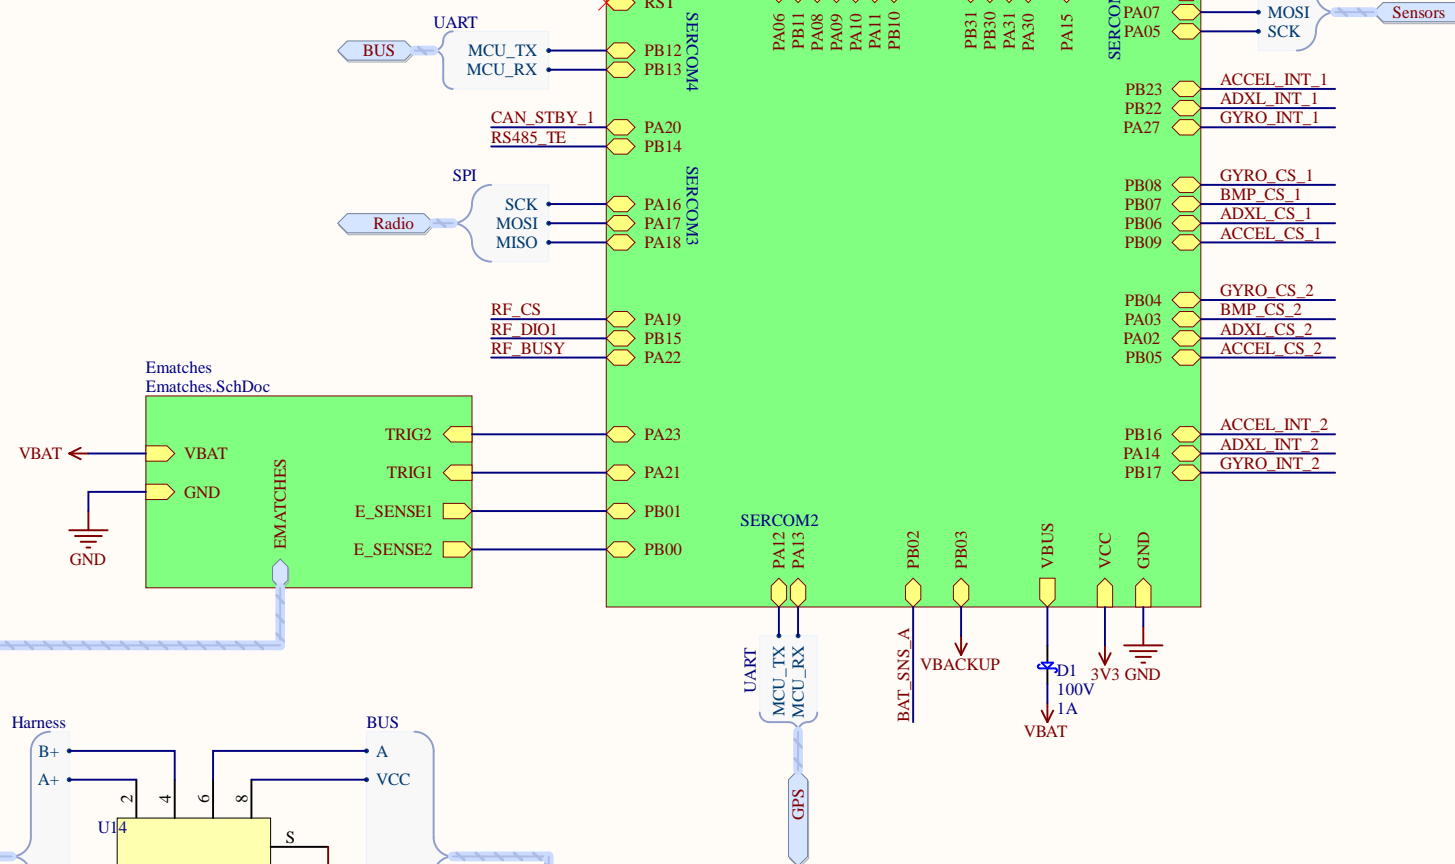 RST
PA06
PB11
PA08
PA09
PA10
PA11
PB10
PB31
PB30
PA31
PA30
PA15
PA07
MOSI
Sensors
PA05
SCK
UART
SERCOM4
BUS
MCU_TX
PB12
MCU_RX
PB13
PB23
ACCEL_INT_1
PB22
ADXL_INT_1
PA27
GYRO_INT_1
CAN_STBY_1
PA20
RS485_TE
PB14
SPI
SERCOM3
SCK
PA16
Radio
MOSI
PA17
MISO
PA18
PB08
GYRO_CS_1
PB07
BMP_CS_1
PB06
ADXL_CS_1
PB09
ACCEL_CS_1
PB04
GYRO_CS_2
PA03
BMP_CS_2
PA02
ADXL_CS_2
PB05
ACCEL_CS_2
RF_CS
PA19
RF_DIO1
PB15
RF_BUSY
PA22
Ematches
Ematches.SchDoc
VBAT
VBAT
GND
GND
EMATCHES
TRIG2
PA23
TRIG1
PA21
E_SENSE1
PB01
E_SENSE2
PB00
PB16
ACCEL_INT_2
PA14
ADXL_INT_2
PB17
GYRO_INT_2
SERCOM2
PA12
PA13
PB02
PB03
VBUS
VCC
GND
UART
MCU_TX
MCU_RX
BAT_SNS_A
VBACKUP
D1
100V
1A
VBAT
3V3
GND
GPS
Harness
B+
A+
BUS
A
VCC
2
4
6
8
U14
S